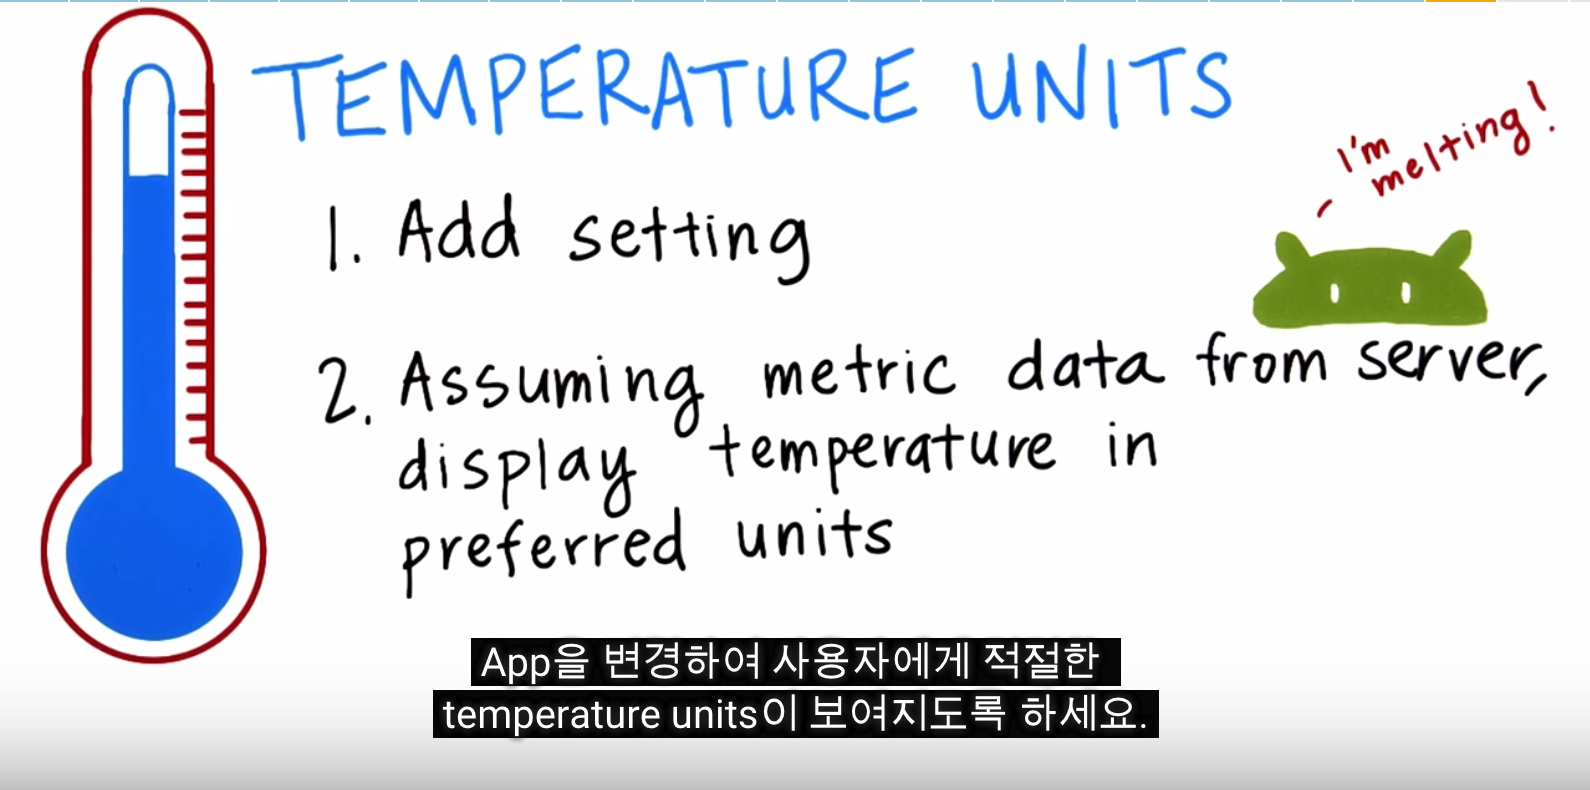 TEMPERATURE UNITS
I'm
melting!
1. Add setting
2. Assuming metric data from server,
display temperature in
preferred units
App을 변경하여 사용자에게 적절한
temperature units이 보여지도록 하세요.